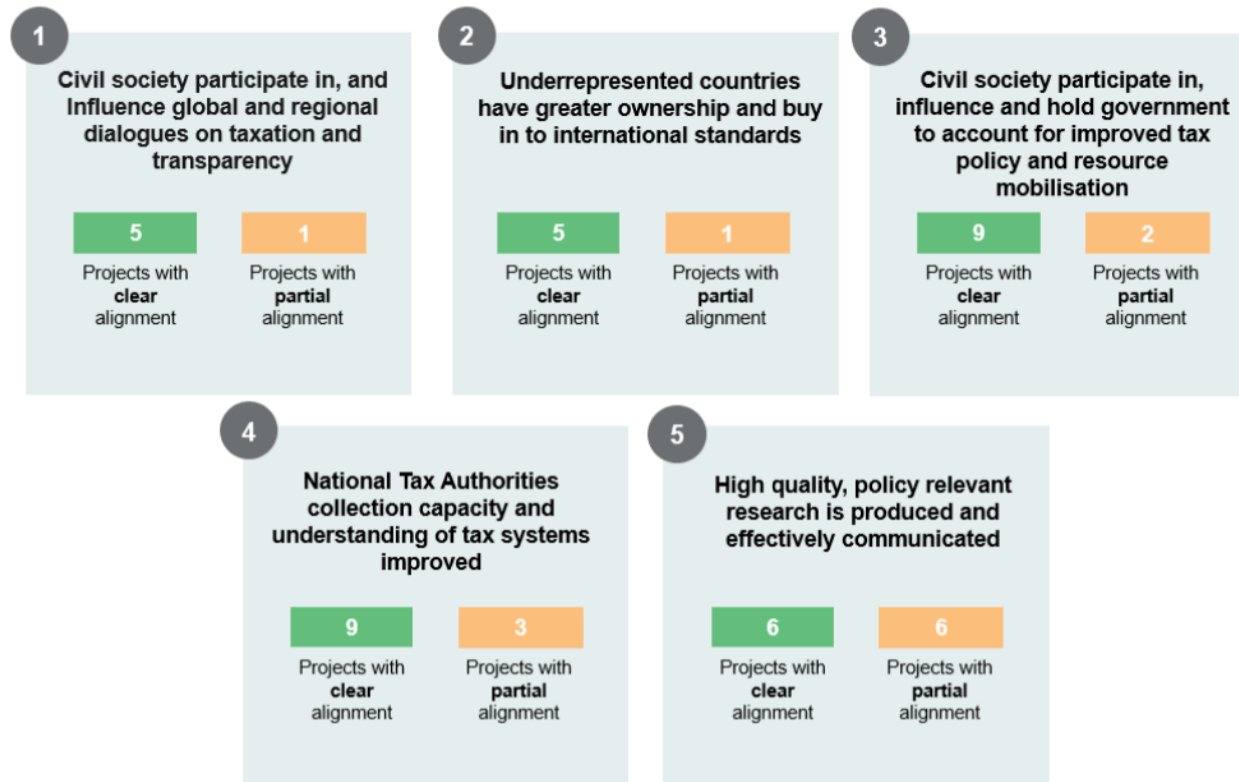 1
Civil society participate in, and
Influence global and regional
dialogues on taxation and
transparency
5
Projects with
clear
alignment
1
Projects with
partial
alignment
2
Underrepresented countries
have greater ownership and buy
in to international standards
5
Projects with
clear
alignment
1
Projects with
partial
alignment
3
Civil society participate in,
influence and hold government
to account for improved tax
policy and resource
mobilisation
9
Projects with
clear
alignment
2
Projects with
partial
alignment
4
National Tax Authorities
collection capacity and
understanding of tax systems
improved
9
Projects with
clear
alignment
3
Projects with
partial
alignment
5
High quality, policy relevant
research is produced and
effectively communicated
6
Projects with
clear
alignment
6
Projects with
partial
alignment